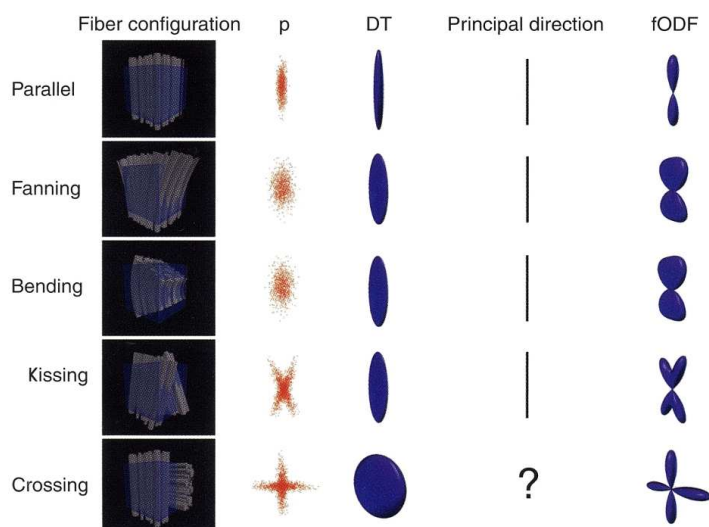 Fiber configuration p DT Principal direction fODF
Parallel
Fanning
Bending
Kissing
Crossing ?